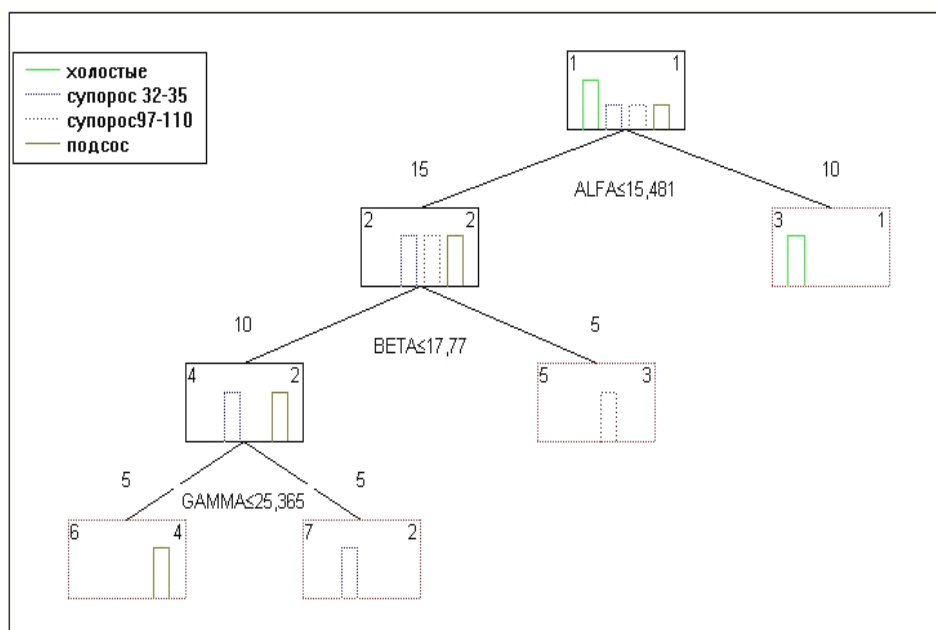 холостые
супорос 32-35
супорос97-110
подсос
1 1
15 10
ALFA≤15,481
2 2
3 1
10 5
BETA≤17,77
4 2
5 3
5 5
GAMMA≤25,365
6 4
7 2